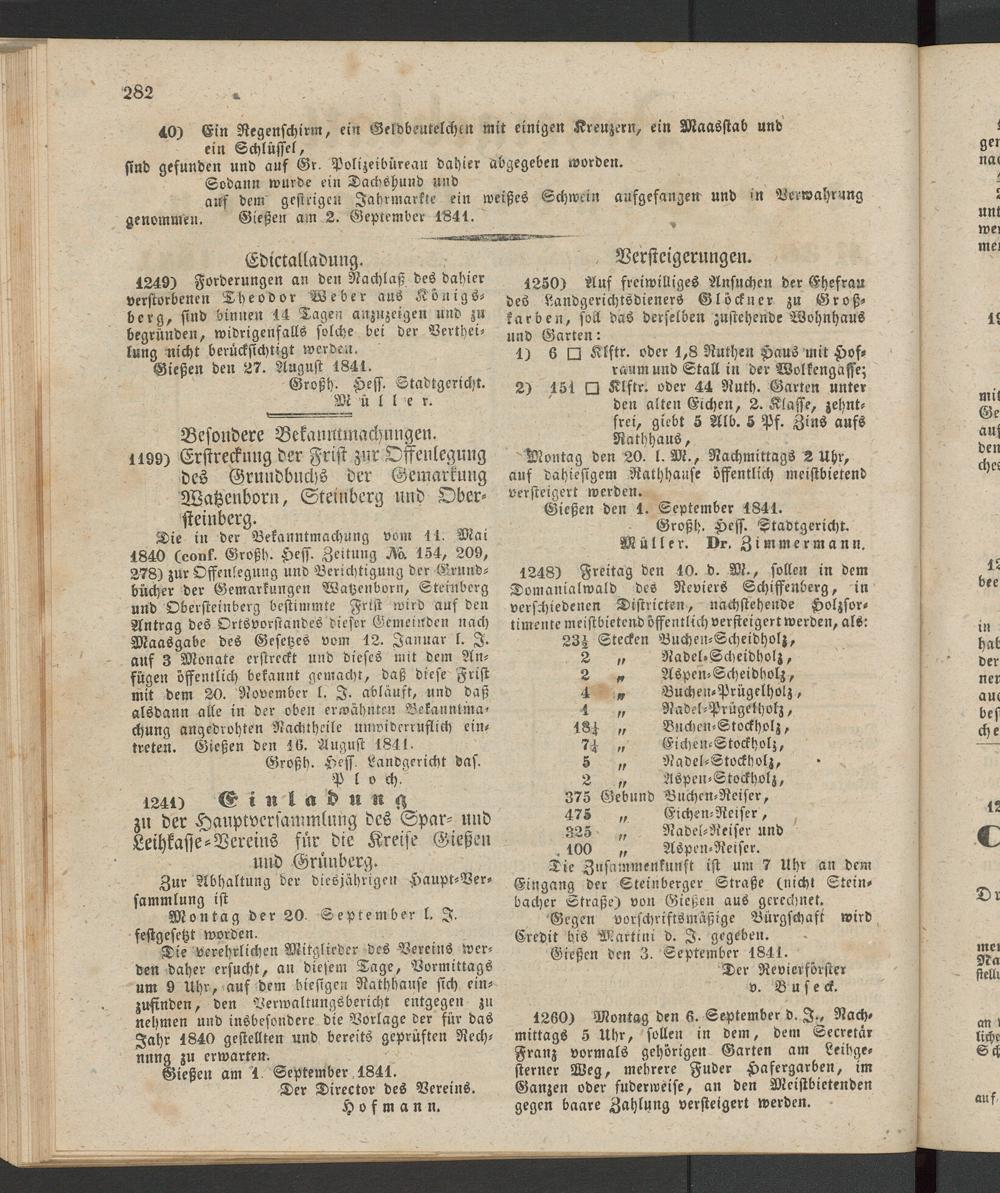 282
40) Ein Regenschirm, ein Geldbeutelchen mit einigen Kreuzern, ein Maasstab und
ein Schlüssel,
sind gefunden und auf Gr. Polizeibüreau dahier abgegeben worden.
Sodann wurde ein Dachshund und
auf dem gestrigen Jahrmarkte ein weißes Schwein aufgefangen und in Verwahrung
genommen. Gießen am 2. September 1841.
Edictalladung.
1249) Forderungen an den Nachlaß des dahier
verstorbenen Theodor Weber aus Königs-
berg, sind binnen 14 Tagen anzuzeigen und zu
begründen, widrigenfalls solche bei der Verthei-
lung nicht berücksichtigt werden.
Gießen den 27. August 1841.
Großh. Hess. Stadtgericht.
Müller.
Besondere Bekanntmachungen.
1199) Erstreckung der Frist zur Offenlegung
des Grundbuchs der Gemarkung
Watzenborn, Steinberg und Ober-
steinberg.
Die in der Bekanntmachung vom 11. Mai
1840 (conf. Großh. Hess. Zeitung No. 154, 209,
278) zur Offenlegung und Berichtigung der Grund-
bücher der Gemarkungen Watzenborn, Steinberg
und Obersteinberg bestimmte Frist wird auf den
Antrag des Ortsvorstandes dieser Gemeinden nach
Maasgabe des Gesetzes vom 12. Januar l. J.
auf 3 Monate erstreckt und dieses mit dem An-
fügen öffentlich bekannt gemacht, daß diese Frist
mit dem 20. November l. J. abläuft, und daß
alsdann alle in der oben erwähnten Bekanntma-
chung angedrohten Nachtheile unwiderruflich ein-
treten. Gießen den 16. August 1841.
Großh. Hess. Landgericht das.
Ploch.
1241) Einladung
zu der Hauptversammlung des Spar- und
Leihkasse-Vereins für die Kreise Gießen
und Grünberg.
Zur Abhaltung der diesjährigen Haupt-Ver-
sammlung ist
Montag der 20. September l. J.
festgesetzt worden.
Die verehrlichen Mitglieder des Vereins wer-
den daher ersucht, an diesem Tage, Vormittags
um 9 Uhr, auf dem hiesigen Rathhause sich ein-
zufinden, den Verwaltungsbericht entgegen zu
nehmen und insbesondere die Vorlage der für das
Jahr 1840 gestellten und bereits geprüften Rech-
nung zu erwarten.
Gießen am 1. September 1841.
Der Director des Vereins.
Hofmann.
Versteigerungen.
1250) Auf freiwilliges Ansuchen der Ehefrau
des Landgerichtsdieners Glöckner zu Groß-
karben, soll das derselben zustehende Wohnhaus
und Garten:
1) 6 □ Klftr. oder 1,8 Ruthen Haus mit Hof-
raum und Stall in der Wolkengasse;
2) 151 □ Klftr. oder 44 Ruth. Garten unter
den alten Eichen, 2. Klasse, zehnt-
frei, giebt 5 Alb. 5 Pf. Zins aufs
Rathhaus,
Montag den 20. l. M., Nachmittags 2 Uhr,
auf dahiesigem Rathhause öffentlich meistbietend
versteigert werden.
Gießen den 1. September 1841.
Großh. Hess. Stadtgericht.
Müller. Dr. Zimmermann.
1248) Freitag den 10. d. M., sollen in dem
Domanialwald des Reviers Schiffenberg, in
verschiedenen Districten, nachstehende Holzsor-
timente meistbietend öffentlich versteigert werden, als:
23½ Stecken Buchen-Scheidholz,
2 „ Nadel-Scheidholz,
2 „ Aspen-Scheidholz,
4 „ Buchen-Prügelholz,
1 „ Nadel-Prügelholz,
18¼ „ Buchen-Stockholz,
7¼ „ Eichen-Stockholz,
5 „ Nadel-Stockholz,
2 „ Aspen-Stockholz,
375 Gebund Buchen-Reiser,
475 „ Eichen-Reiser,
325 „ Nadel-Reiser und
100 „ Aspen-Reiser.
Die Zusammenkunft ist um 7 Uhr an dem
Eingang der Steinberger Straße (nicht Stein-
bacher Straße) von Gießen aus gerechnet.
Gegen vorschriftsmäßige Bürgschaft wird
Credit bis Martini d. J. gegeben.
Gießen den 3. September 1841.
Der Revierförster
v. Buseck.
1260) Montag den 6. September d. J., Nach-
mittags 5 Uhr, sollen in dem, dem Secretär
Franz vormals gehörigen Garten am Leihge-
sterner Weg, mehrere Fuder Hafergarben, im
Ganzen oder fuderweise, an den Meistbietenden
gegen baare Zahlung versteigert werden.